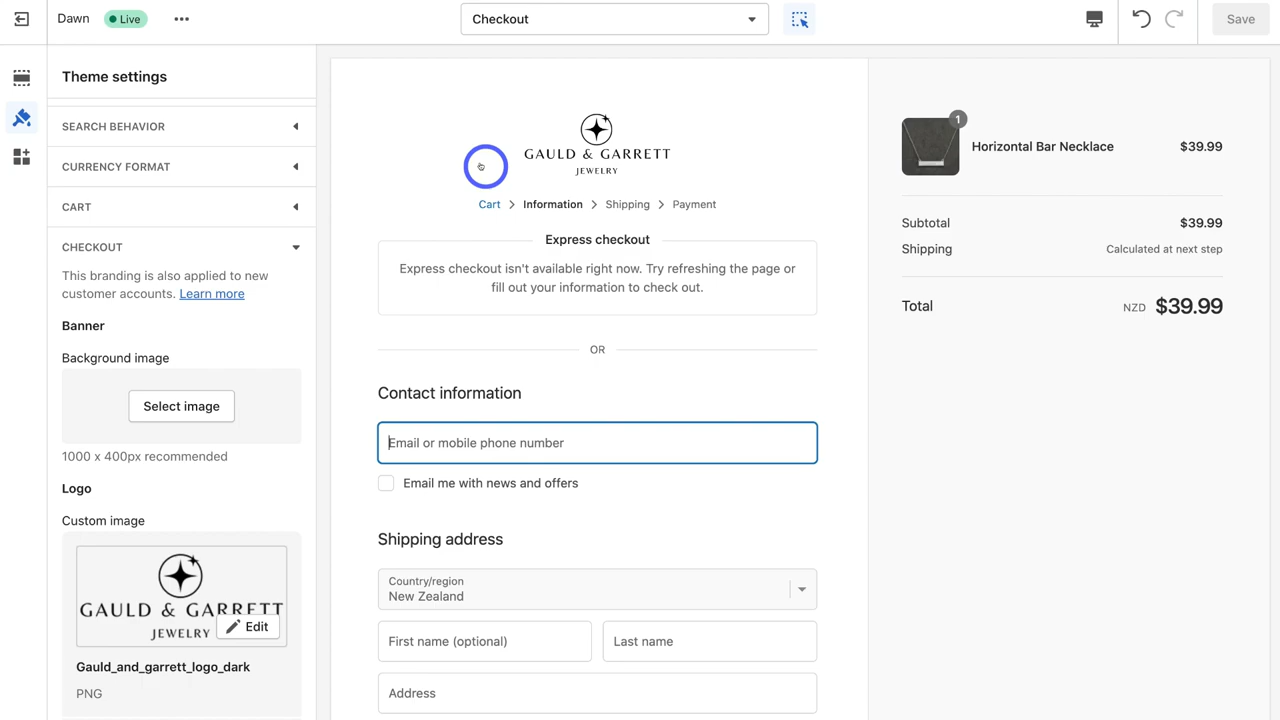 Dawn
Live
Checkout
Save
Theme settings
SEARCH BEHAVIOR
CURRENCY FORMAT
CART
CHECKOUT
This branding is also applied to new
customer accounts. Learn more
Banner
Background image
Select image
1000 x 400px recommended
Logo
Custom image
GAULD & GARRETT
JEWELRY
Edit
Gauld_and_garrett_logo_dark
PNG
GAULD & GARRETT
JEWELRY
Cart > Information > Shipping > Payment
Express checkout
Express checkout isn't available right now. Try refreshing the page or
fill out your information to check out.
OR
Contact information
Email or mobile phone number
Email me with news and offers
Shipping address
Country/region
New Zealand
First name (optional)
Last name
Address
1
Horizontal Bar Necklace $39.99
Subtotal $39.99
Shipping Calculated at next step
Total NZD $39.99